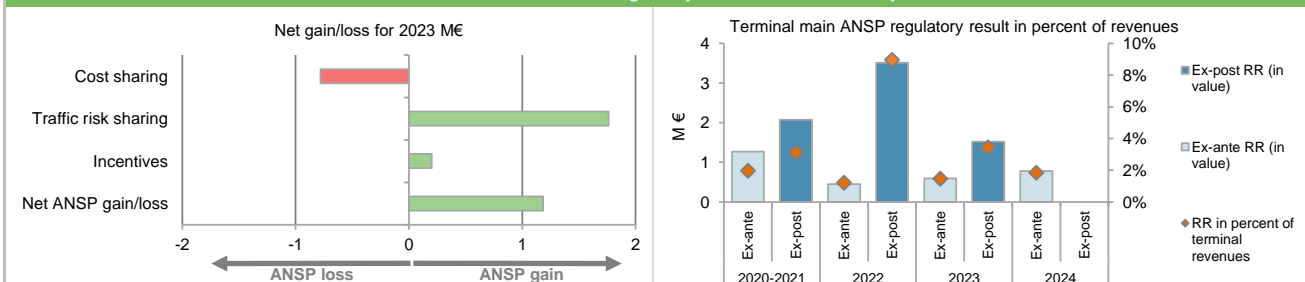 Net gain/loss for 2023 M€
Cost sharing
Traffic risk sharing
Incentives
Net ANSP gain/loss
-2 -1 0 1 2
ANSP loss ANSP gain
Terminal main ANSP regulatory result in percent of revenues
4 10%
8%
3
6%
2
4%
1
2%
0 0%
M €
Ex-ante Ex-post Ex-ante Ex-post Ex-ante Ex-post Ex-ante Ex-post
2020-2021 2022 2023 2024
Ex-post RR (in
value)
Ex-ante RR (in
value)
RR in percent of
terminal
revenues